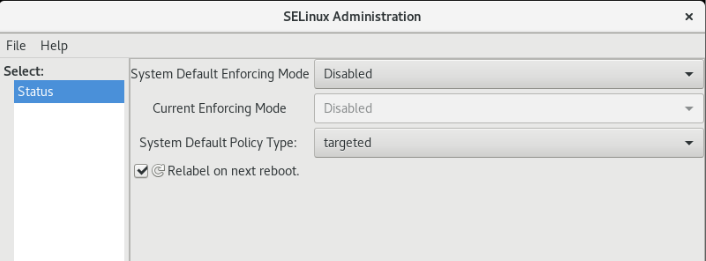 SELinux Administration
File Help
Select:
Status
System Default Enforcing Mode Disabled
Current Enforcing Mode Disabled
System Default Policy Type: targeted
Relabel on next reboot.